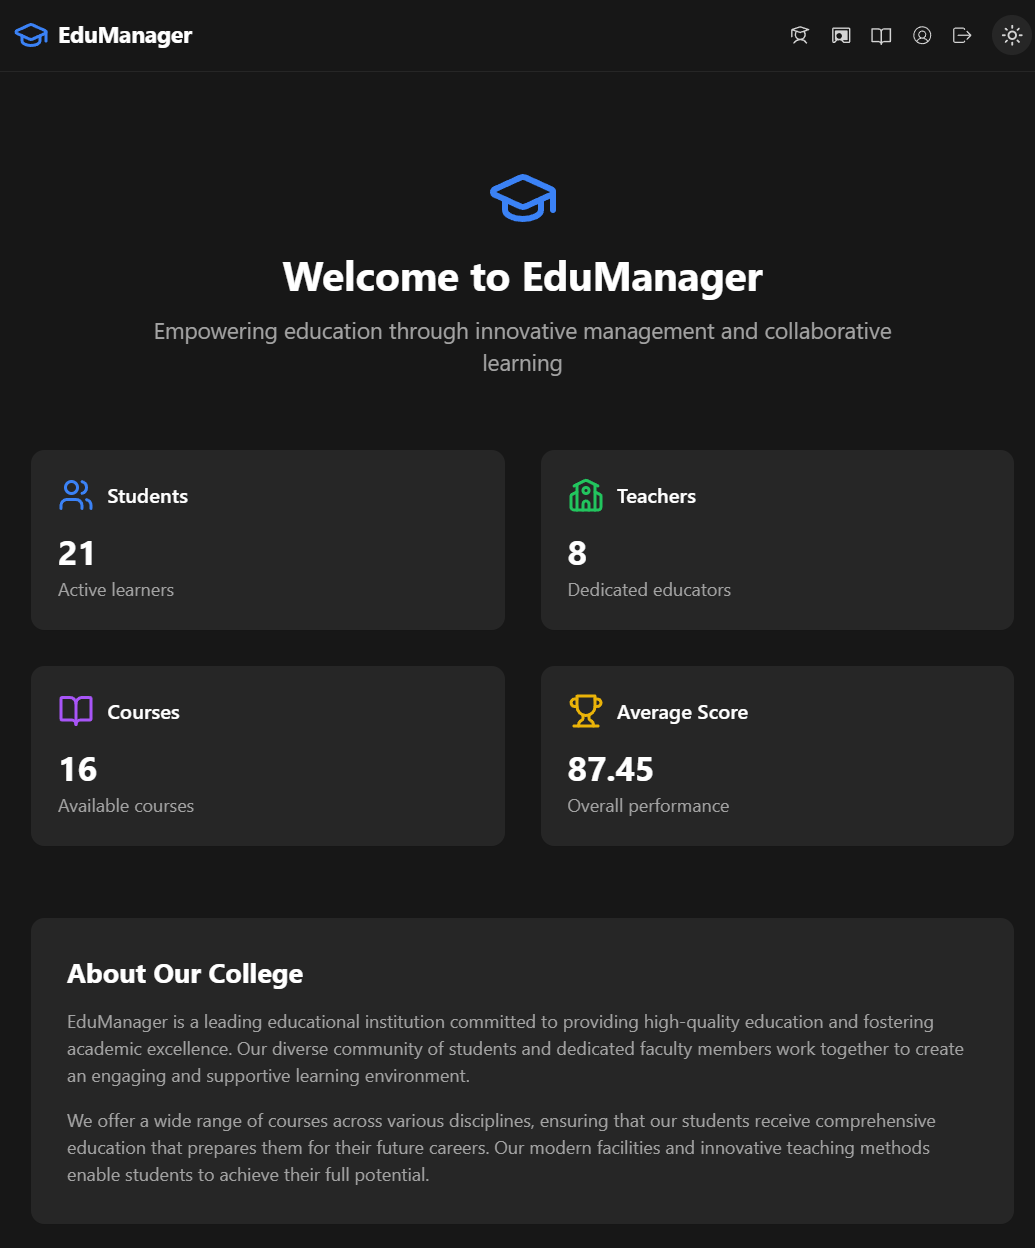 EduManager
Welcome to EduManager
Empowering education through innovative management and collaborative
learning
Students
21
Active learners
Teachers
8
Dedicated educators
Courses
16
Available courses
Average Score
87.45
Overall performance
About Our College
EduManager is a leading educational institution committed to providing high-quality education and fostering
academic excellence. Our diverse community of students and dedicated faculty members work together to create
an engaging and supportive learning environment.
We offer a wide range of courses across various disciplines, ensuring that our students receive comprehensive
education that prepares them for their future careers. Our modern facilities and innovative teaching methods
enable students to achieve their full potential.